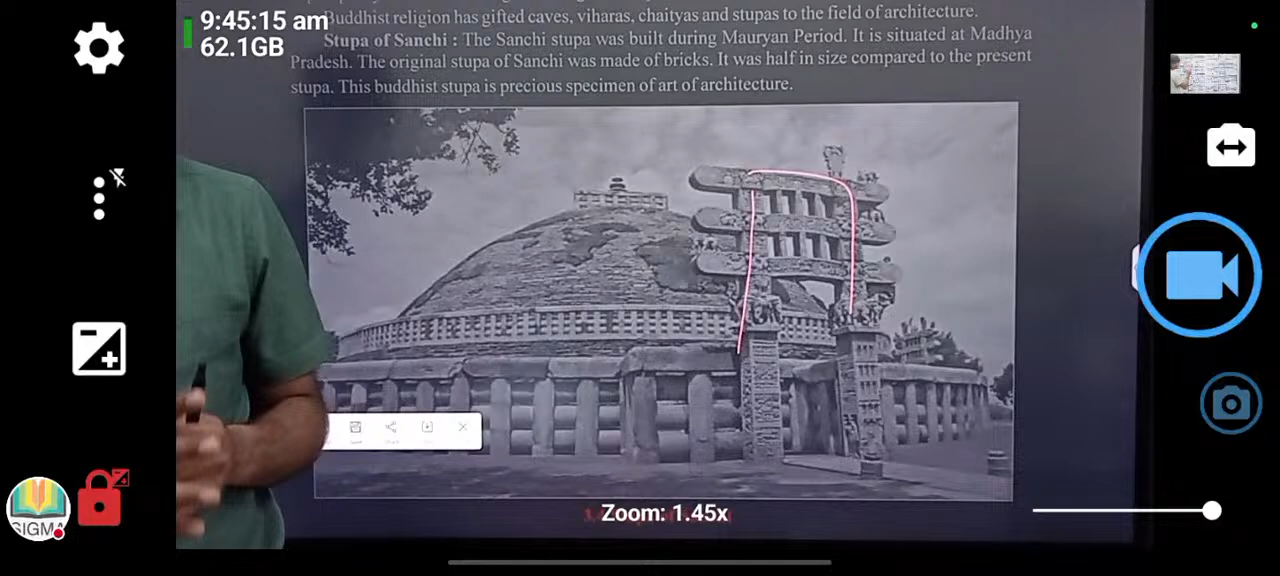 9:45:15 am
62.1GB
Buddhist religion has gifted caves, viharas, chaityas and stupas to the field of architecture.
Stupa of Sanchi : The Sanchi stupa was built during Mauryan Period. It is situated at Madhya
Pradesh. The original stupa of Sanchi was made of bricks. It was half in size compared to the present
stupa. This buddhist stupa is precious specimen of art of architecture.
Zoom: 1.45x
SIGMA